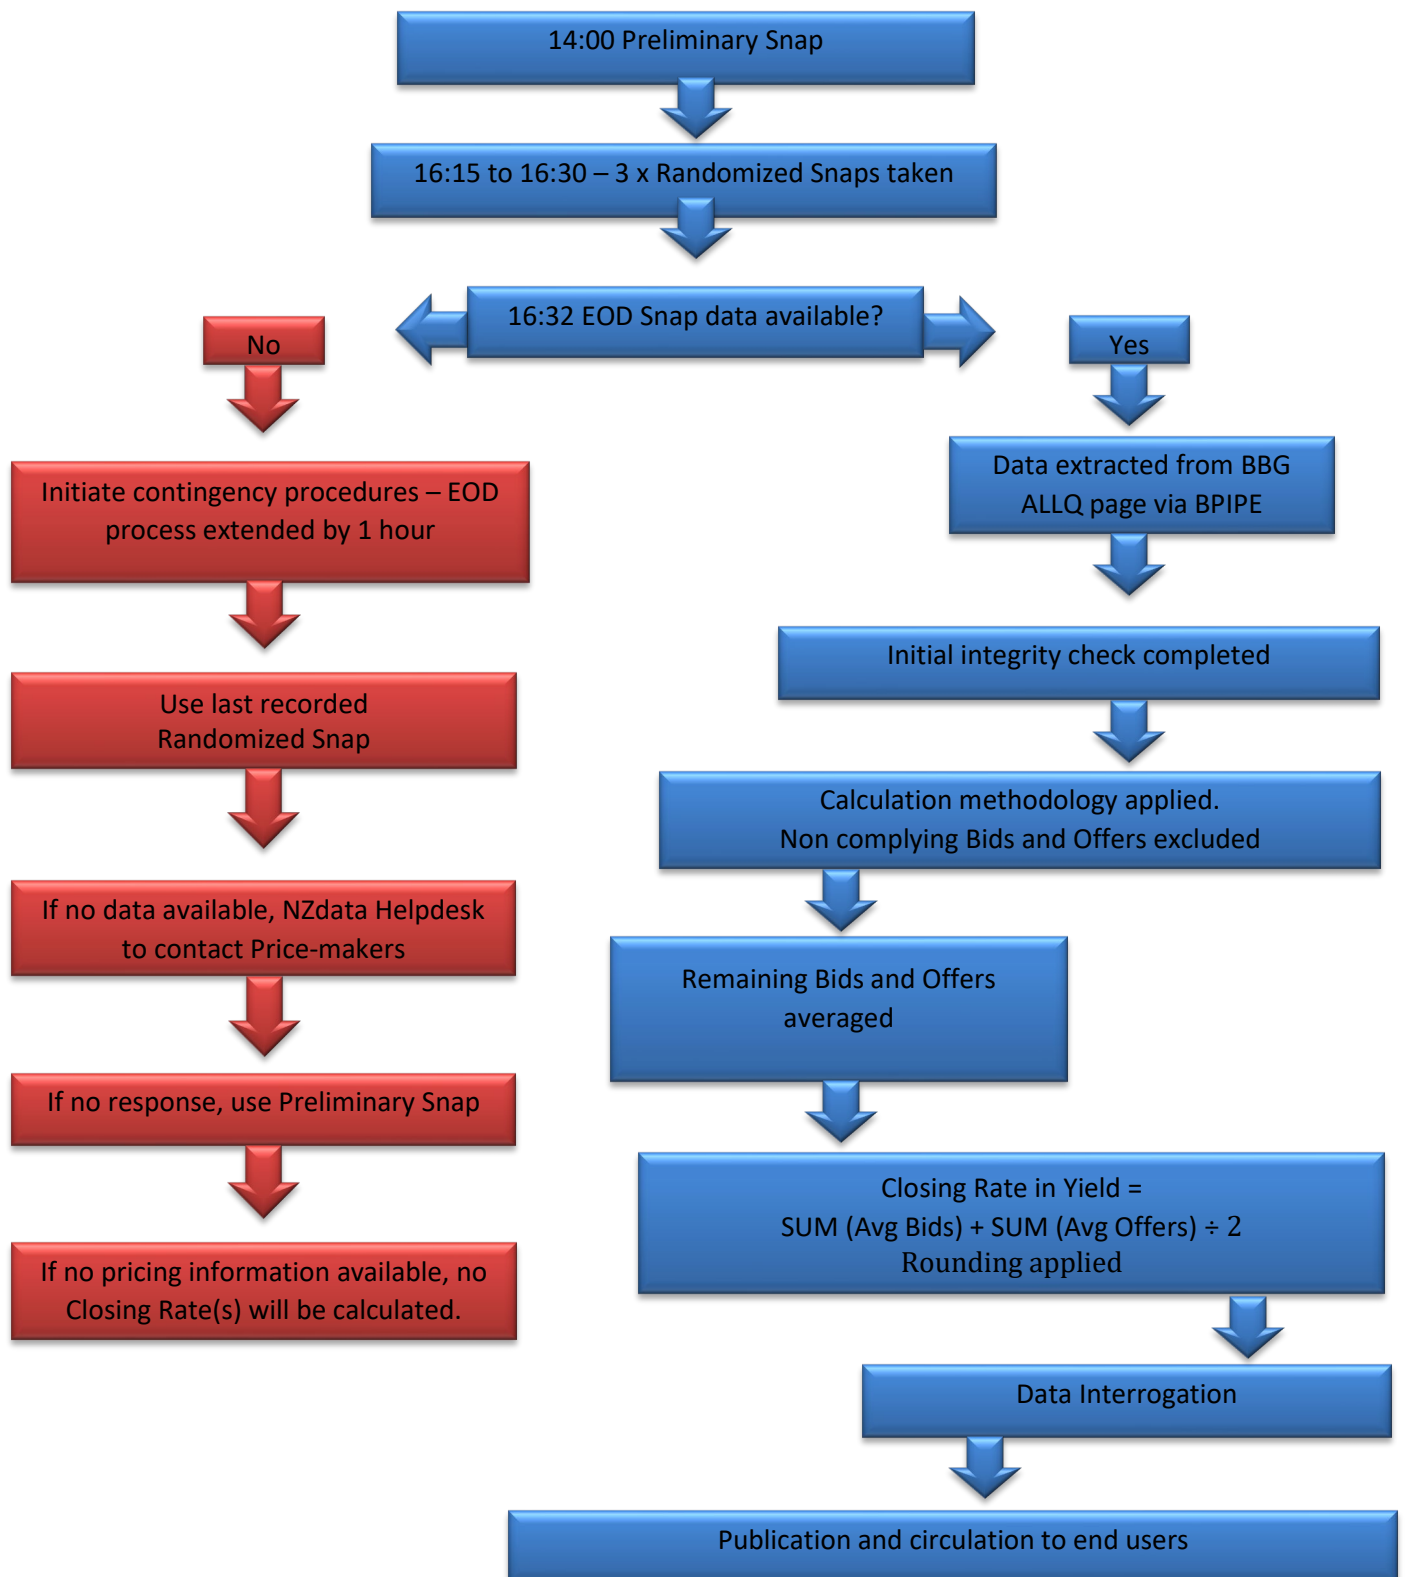 14:00 Preliminary Snap
16:15 to 16:30 – 3 x Randomized Snaps taken
16:32 EOD Snap data available?
No
Yes
Initiate contingency procedures – EOD
process extended by 1 hour
Use last recorded
Randomized Snap
If no data available, NZdata Helpdesk
to contact Price-makers
If no response, use Preliminary Snap
If no pricing information available, no
Closing Rate(s) will be calculated.
Data extracted from BBG
ALLQ page via BPIPE
Initial integrity check completed
Calculation methodology applied.
Non complying Bids and Offers excluded
Remaining Bids and Offers
averaged
Closing Rate in Yield =
SUM (Avg Bids) + SUM (Avg Offers) ÷ 2
Rounding applied
Data Interrogation
Publication and circulation to end users